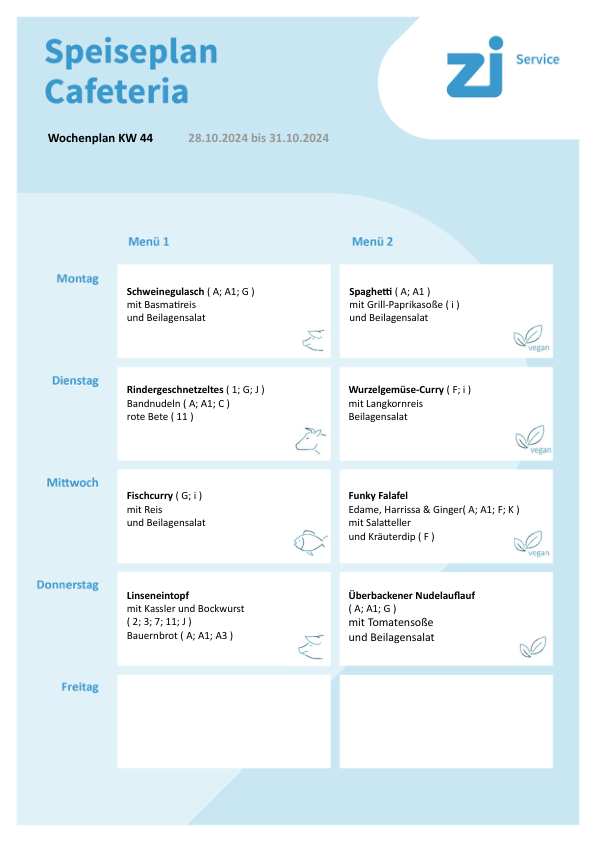 Speiseplan
Cafeteria
zi Service
Wochenplan KW 44 28.10.2024 bis 31.10.2024
Menü 1 Menü 2
Montag
Schweinegulasch ( A; A1; G )
mit Basmatireis
und Beilagensalat
Spaghetti ( A; A1 )
mit Grill-Paprikasoße ( i )
und Beilagensalat
vegan
Dienstag
Rindergeschnetzeltes ( 1; G; J )
Bandnudeln ( A; A1; C )
rote Bete ( 11 )
Wurzelgemüse-Curry ( F; i )
mit Langkornreis
Beilagensalat
vegan
Mittwoch
Fischcurry ( G; i )
mit Reis
und Beilagensalat
Funky Falafel
Edame, Harrissa & Ginger( A; A1; F; K )
mit Salatteller
und Kräuterdip ( F )
vegan
Donnerstag
Linseneintopf
mit Kassler und Bockwurst
( 2; 3; 7; 11; J )
Bauernbrot ( A; A1; A3 )
Überbackener Nudelauflauf
( A; A1; G )
mit Tomatensoße
und Beilagensalat
Freitag